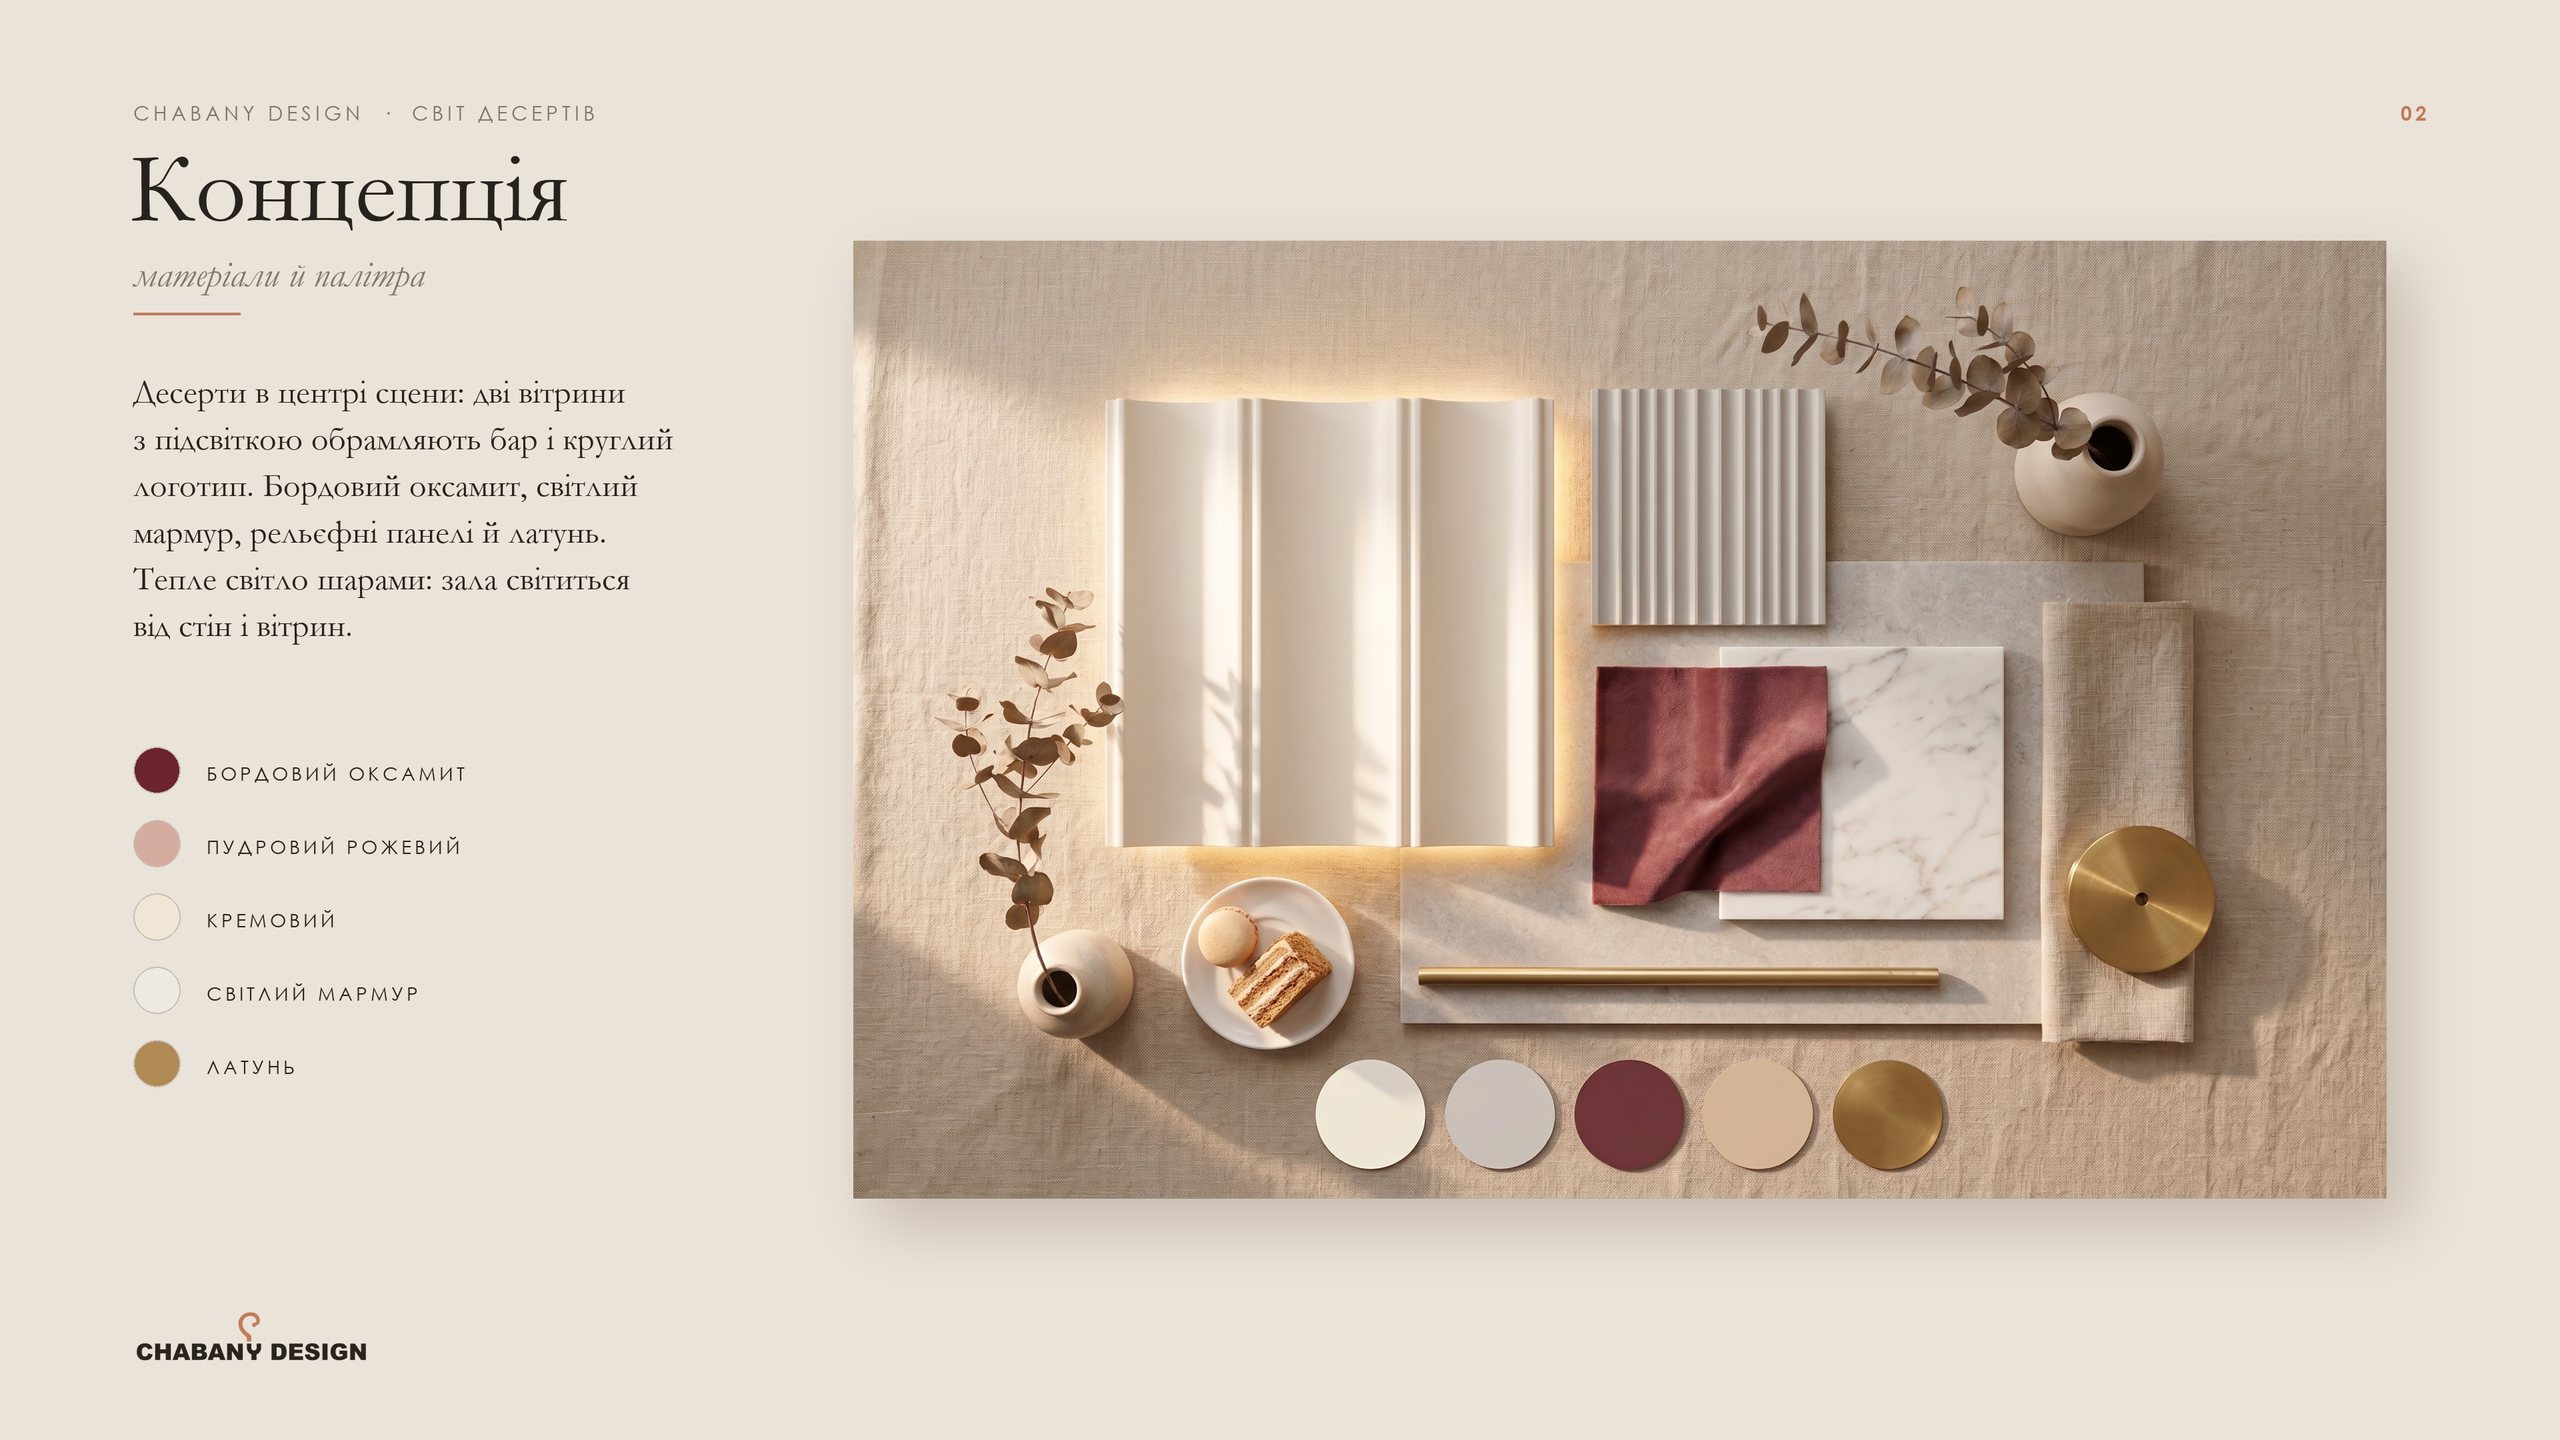 CHABANY DESIGN · СВІТ ДЕСЕРТІВ
02
Концепція
матеріали й палітра
Десерти в центрі сцени: дві вітрини
з підсвіткою обрамляють бар і круглий
логотип. Бордовий оксамит, світлий
мармур, рельєфні панелі й латунь.
Тепле світло шарами: зала світиться
від стін і вітрин.
БОРДОВИЙ ОКСАМИТ
ПУДРОВИЙ РОЖЕВИЙ
КРЕМОВИЙ
СВІТЛИЙ МАРМУР
ЛАТУНЬ
CHABANY DESIGN